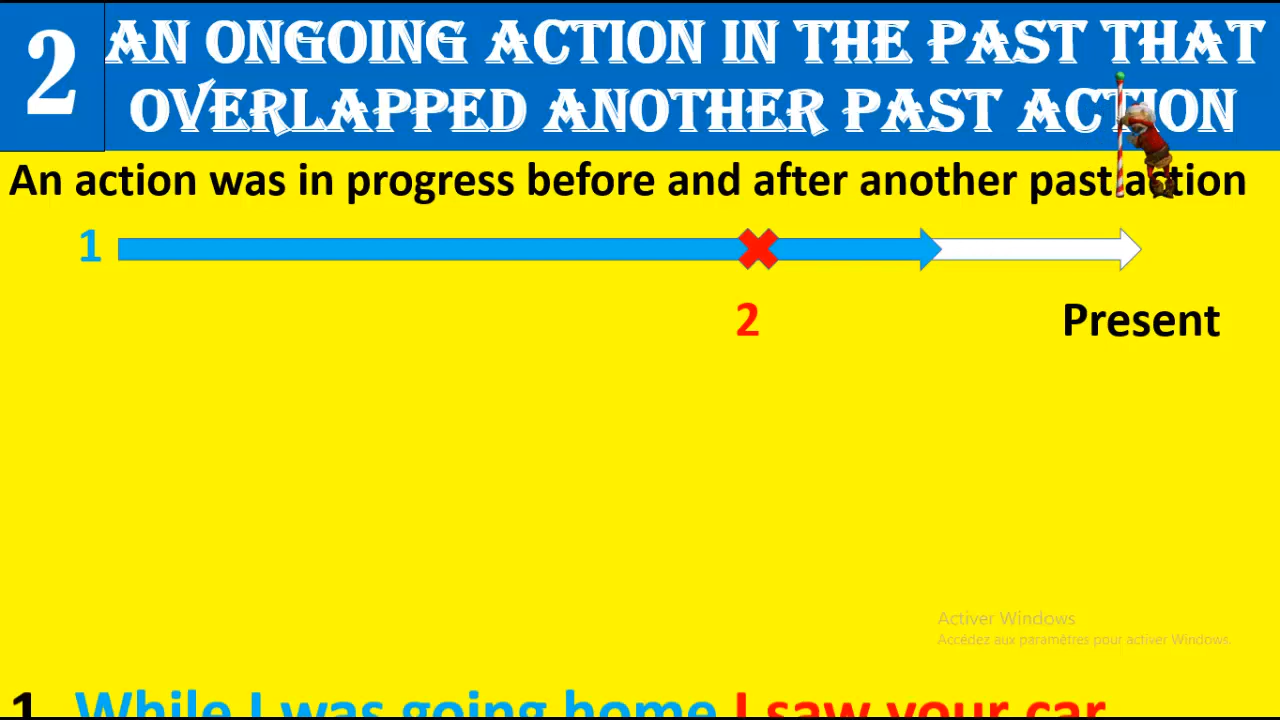 2
AN ONGOING ACTION IN THE PAST THAT
OVERLAPPED ANOTHER PAST ACTION
An action was in progress before and after another past action
1
2
Present
Activer Windows
Accédez aux paramètres pour activer Windows.
1. While I was going home I saw your car